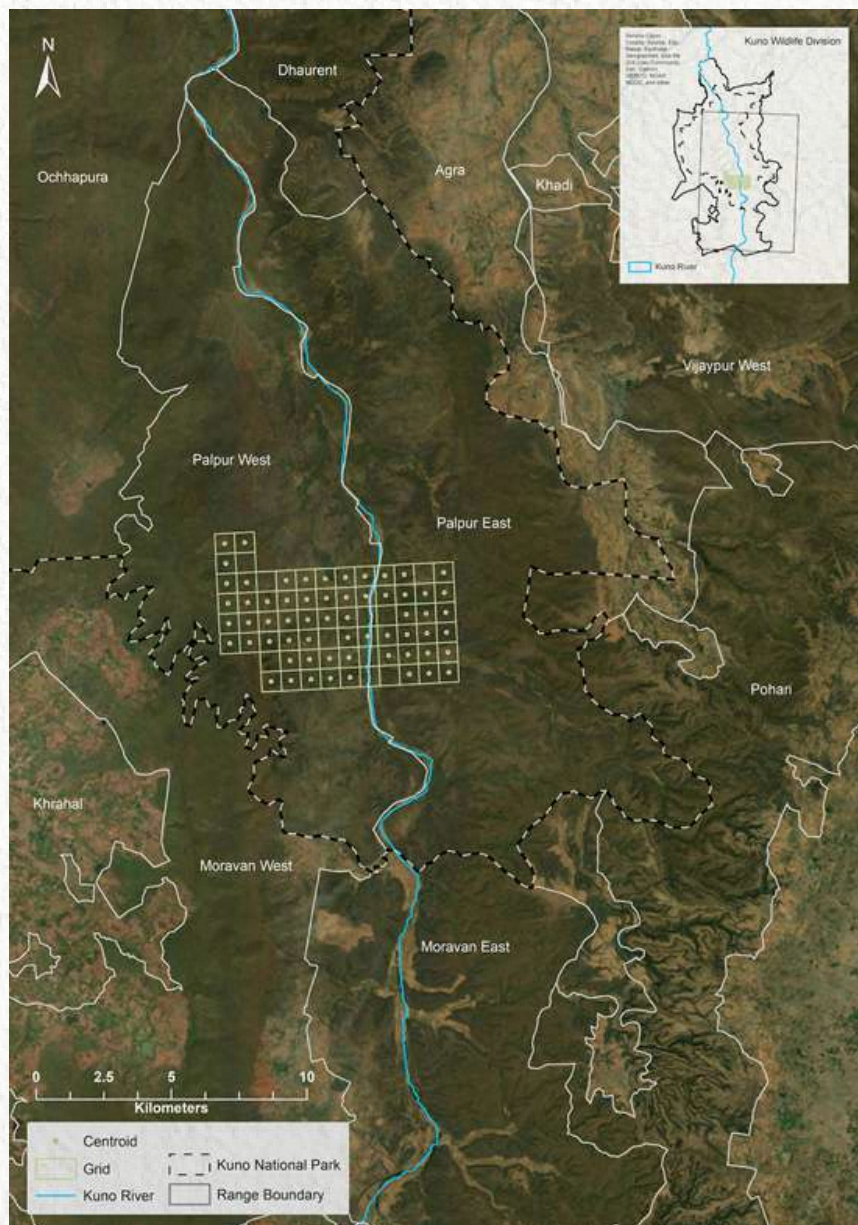 N
Dhaurent
Ochhapura
Agra
Khadi
Kuno Wildlife Division
Kuno River
Vijaypur West
Palpur West
Palpur East
Pohari
Khrahal
Moravan West
Moravan East
0 2.5 5 10
Kilometers
Centroid
Grid
Kuno River
Kuno National Park
Range Boundary